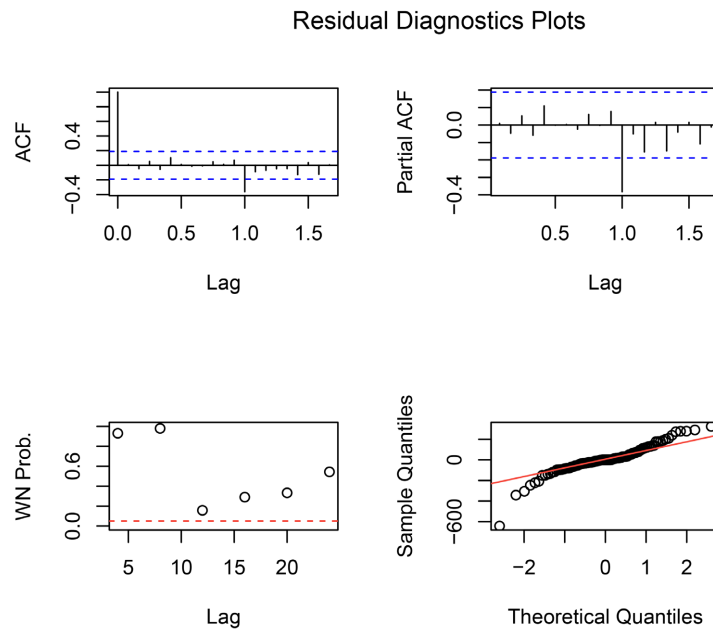 Residual Diagnostics Plots
ACF
0.4
−0.4
0.0
0.5
1.0
1.5
Lag
Partial ACF
0.0
−0.4
0.5
1.0
1.5
Lag
WN Prob.
0.6
0.0
5
10
15
20
Lag
Sample Quantiles
0
−600
−2
0
1
2
Theoretical Quantiles